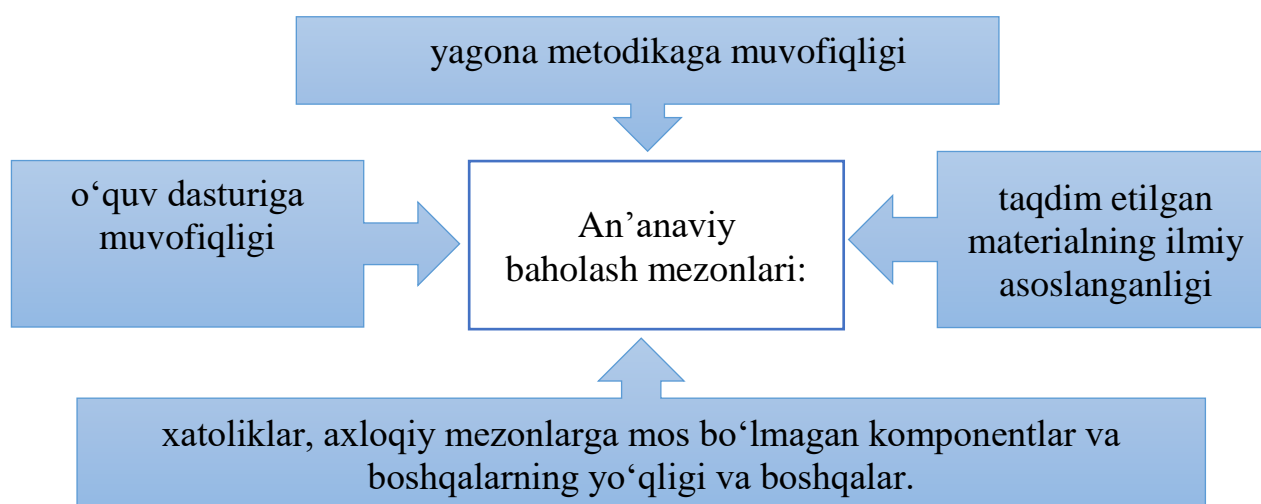 yagona metodikaga muvofiqligi
o‘quv dasturiga
muvofiqligi
An’anaviy
baholash mezonlari:
taqdim etilgan
materialning ilmiy
asoslanganligi
xatoliklar, axloqiy mezonlarga mos bo‘lmagan komponentlar va
boshqalarning yo‘qligi va boshqalar.